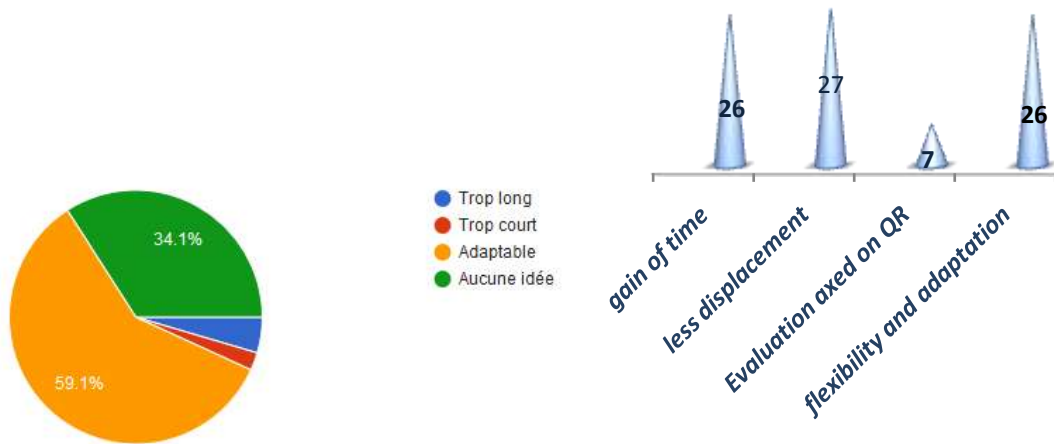 34.1%
59.1%
Trop long
Trop court
Adaptable
Aucune idée
26
27
7
26
gain of time
less displacement
Evaluation axed on QR
flexibility and adaptation